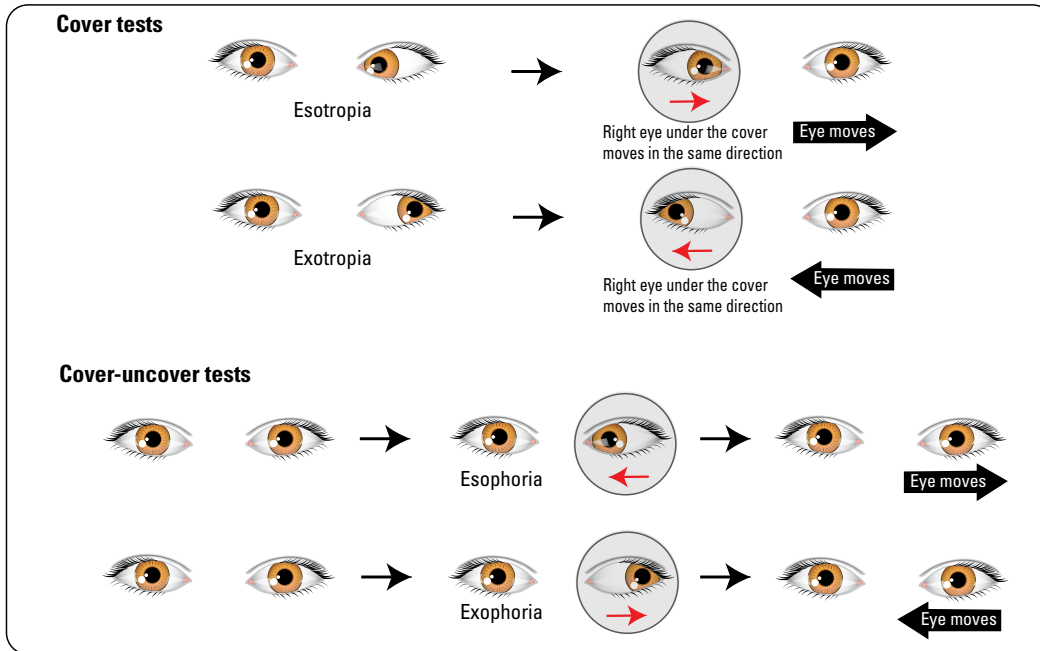 Cover tests
Esotropia
Right eye under the cover
moves in the same direction
Eye moves
Exotropia
Right eye under the cover
moves in the same direction
Eye moves
Cover-uncover tests
Esophoria
Eye moves
Exophoria
Eye moves